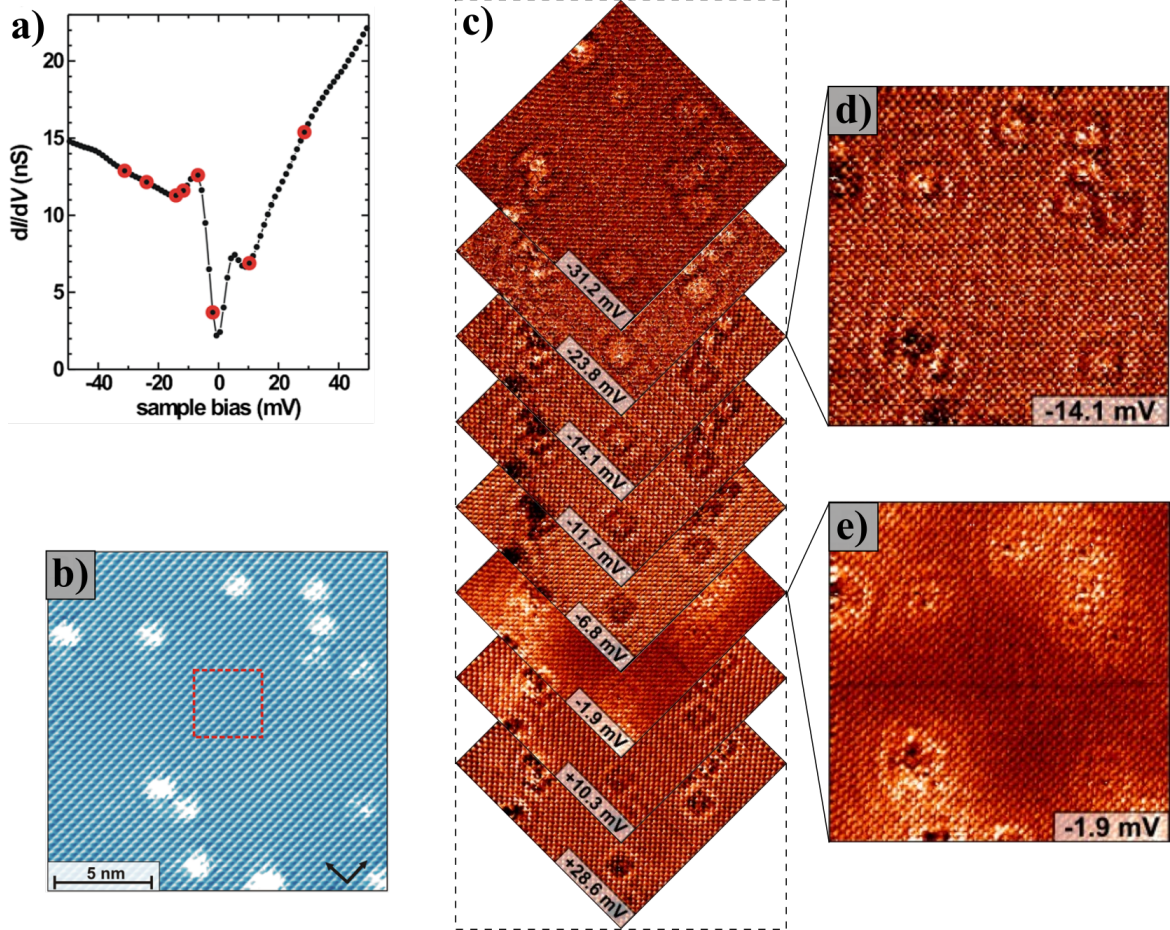 a)
dI/dV (nS)
20
15
10
5
0
-40
-20
0
20
40
sample bias (mV)
b)
5 nm
c)
-31.2 mV
-23.8 mV
-14.1 mV
-11.7 mV
-6.8 mV
-1.9 mV
+10.3 mV
+28.6 mV
d)
-14.1 mV
e)
-1.9 mV